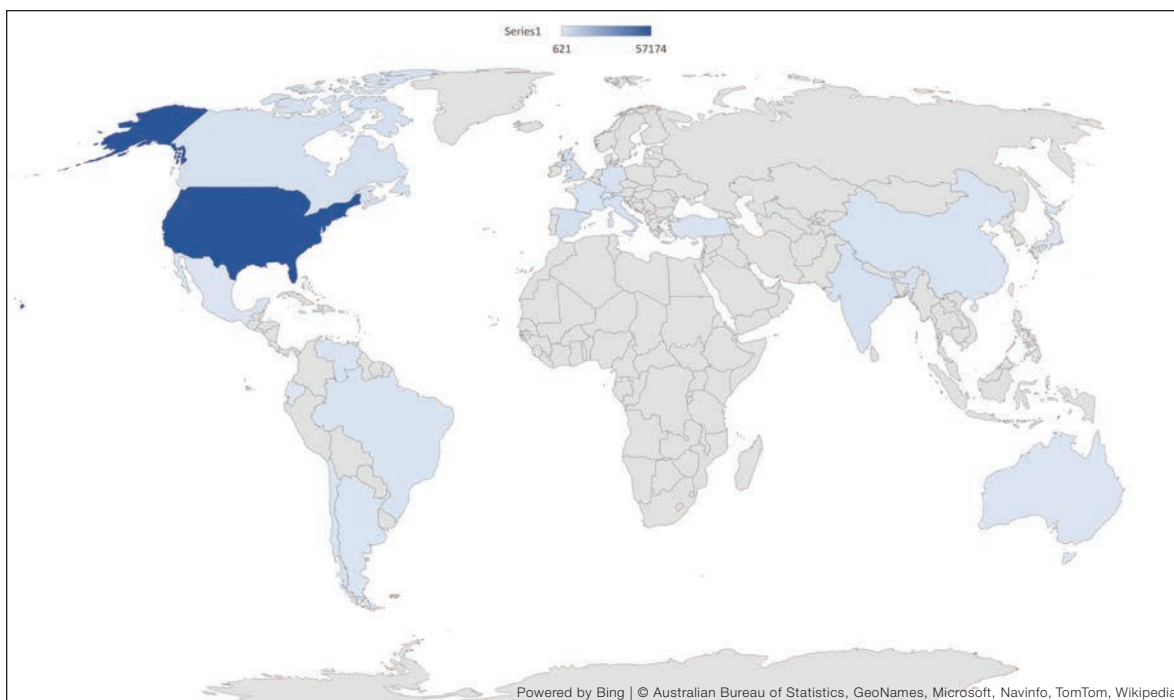 Series1
621 57174
Powered by Bing | © Australian Bureau of Statistics, GeoNames, Microsoft, Navinfo, TomTom, Wikipedia